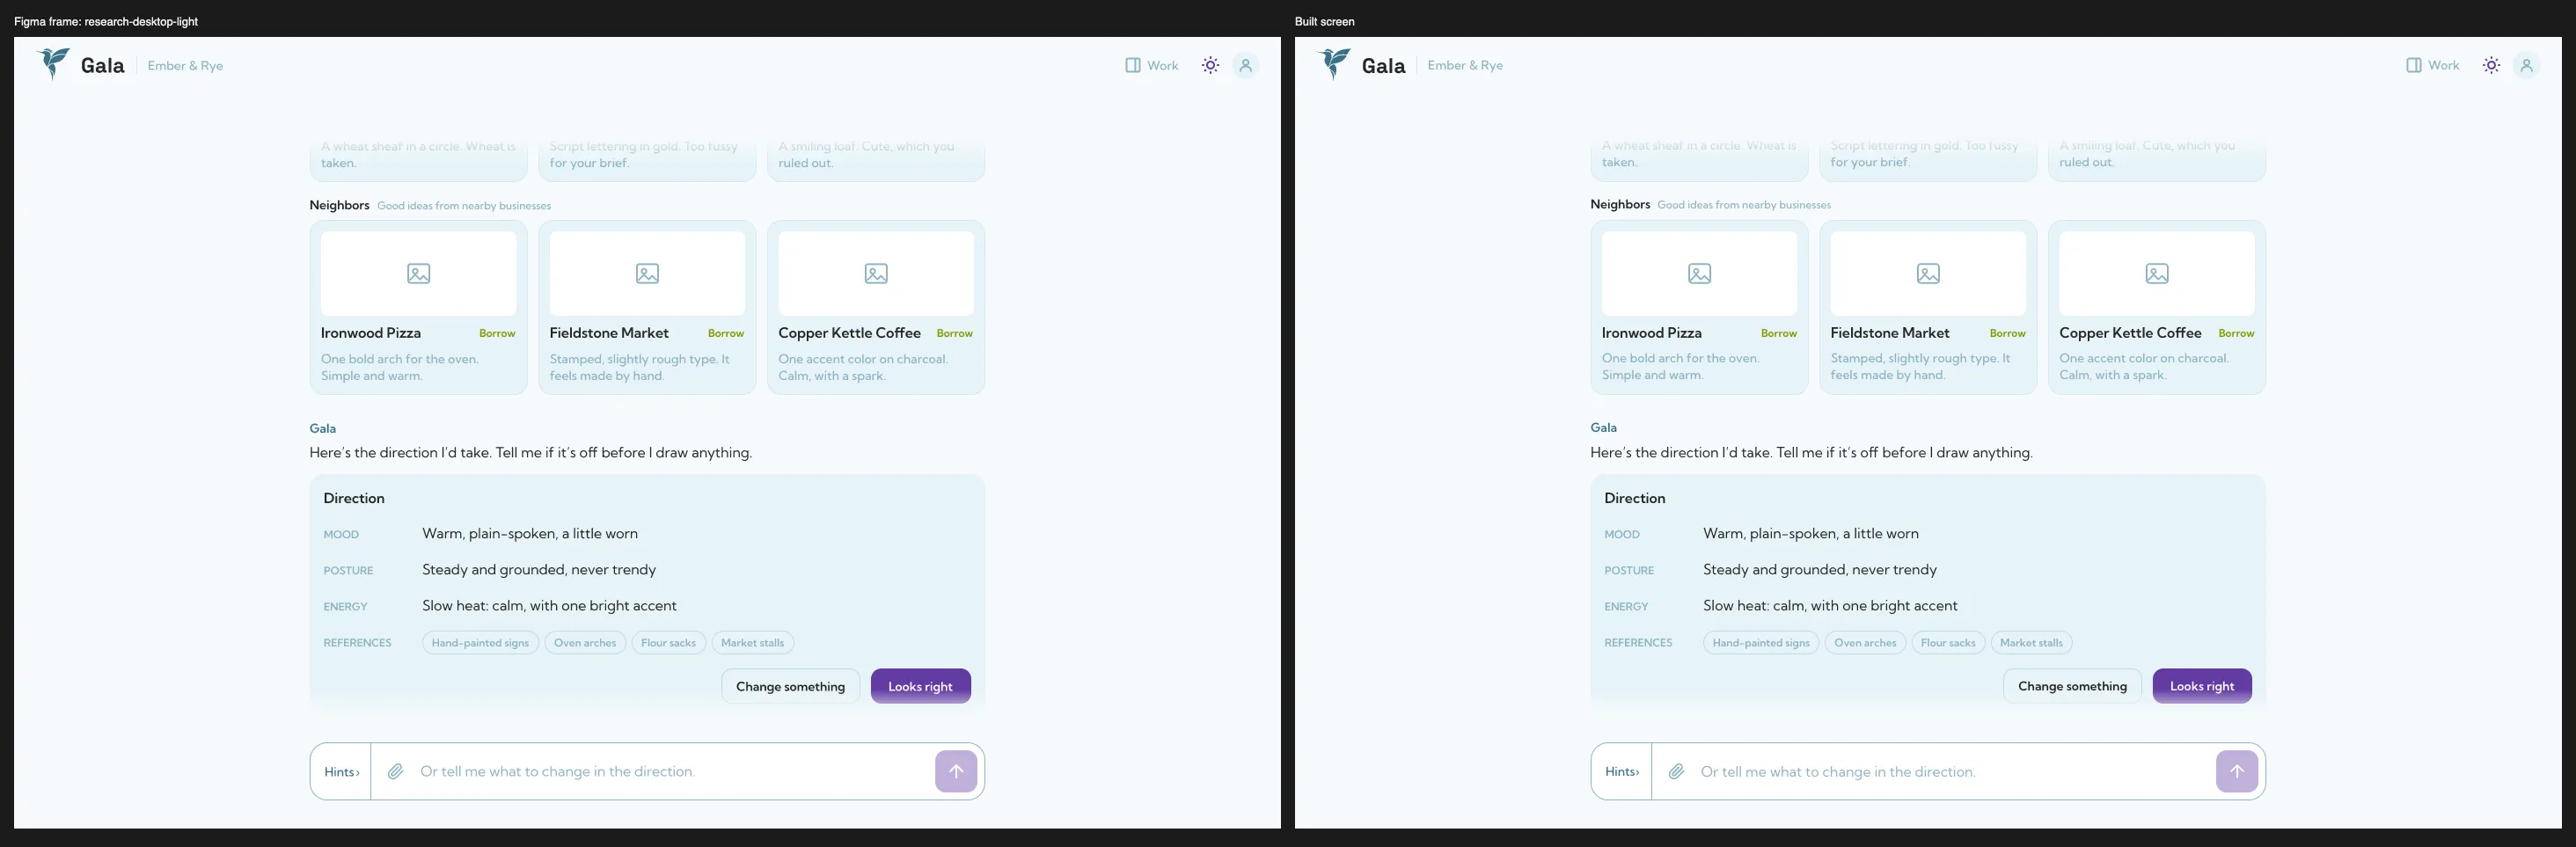 Figma frame: research-desktop-light
Gala
Ember & Rye
Work
A wheat sheaf in a circle. Wheat is
taken.
Script lettering in gold. Too fussy
for your brief.
A smiling loaf. Cute, which you
ruled out.
Neighbors Good ideas from nearby businesses
Ironwood Pizza Borrow
One bold arch for the oven.
Simple and warm.
Fieldstone Market Borrow
Stamped, slightly rough type. It
feels made by hand.
Copper Kettle Coffee Borrow
One accent color on charcoal.
Calm, with a spark.
Gala
Here’s the direction I’d take. Tell me if it’s off before I draw anything.
Direction
MOOD Warm, plain-spoken, a little worn
POSTURE Steady and grounded, never trendy
ENERGY Slow heat: calm, with one bright accent
REFERENCES Hand-painted signs Oven arches Flour sacks Market stalls
Change something Looks right
Hints› Or tell me what to change in the direction.
Built screen
Gala
Ember & Rye
Work
A wheat sheaf in a circle. Wheat is
taken.
Script lettering in gold. Too fussy
for your brief.
A smiling loaf. Cute, which you
ruled out.
Neighbors Good ideas from nearby businesses
Ironwood Pizza Borrow
One bold arch for the oven.
Simple and warm.
Fieldstone Market Borrow
Stamped, slightly rough type. It
feels made by hand.
Copper Kettle Coffee Borrow
One accent color on charcoal.
Calm, with a spark.
Gala
Here’s the direction I’d take. Tell me if it’s off before I draw anything.
Direction
MOOD Warm, plain-spoken, a little worn
POSTURE Steady and grounded, never trendy
ENERGY Slow heat: calm, with one bright accent
REFERENCES Hand-painted signs Oven arches Flour sacks Market stalls
Change something Looks right
Hints› Or tell me what to change in the direction.